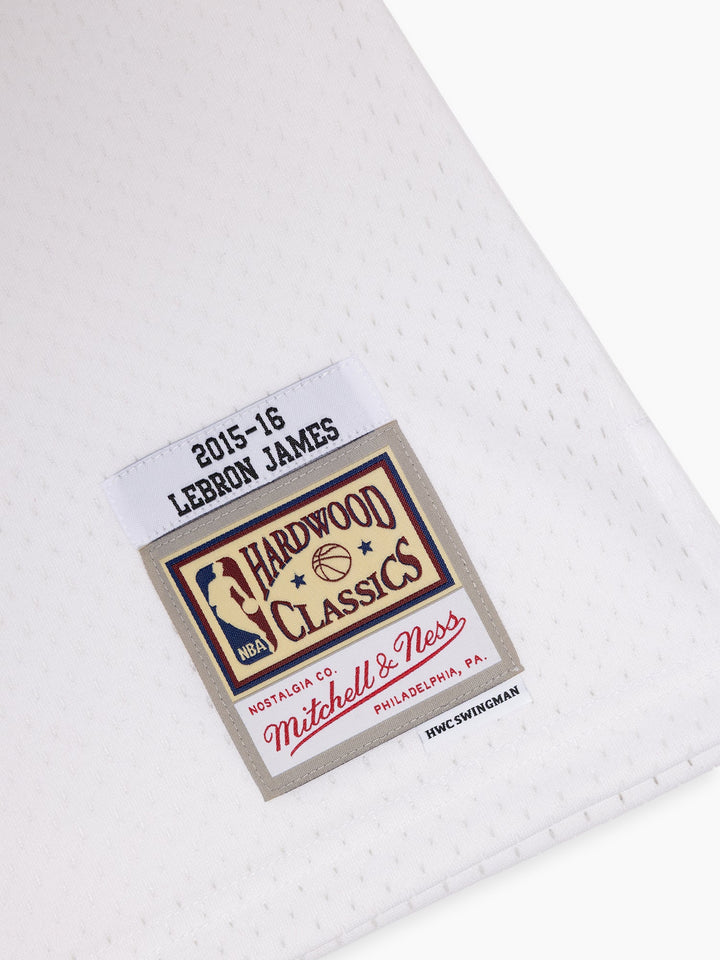 2015-16
LEBRON JAMES
HARDWOOD
CLASSICS
NBA
NOSTALGIA CO.
Mitchell & Ness
PHILADELPHIA, PA.
HWC SWINGMAN